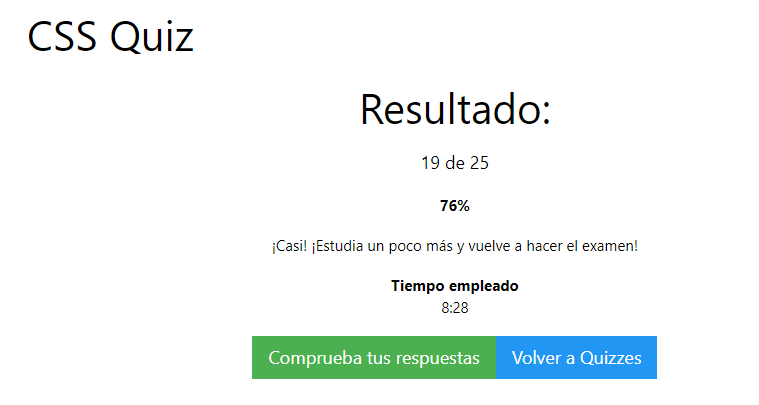 CSS Quiz
Resultado:
19 de 25
76%
¡Casi! ¡Estudia un poco más y vuelve a hacer el examen!
Tiempo empleado
8:28
Comprueba tus respuestas Volver a Quizzes